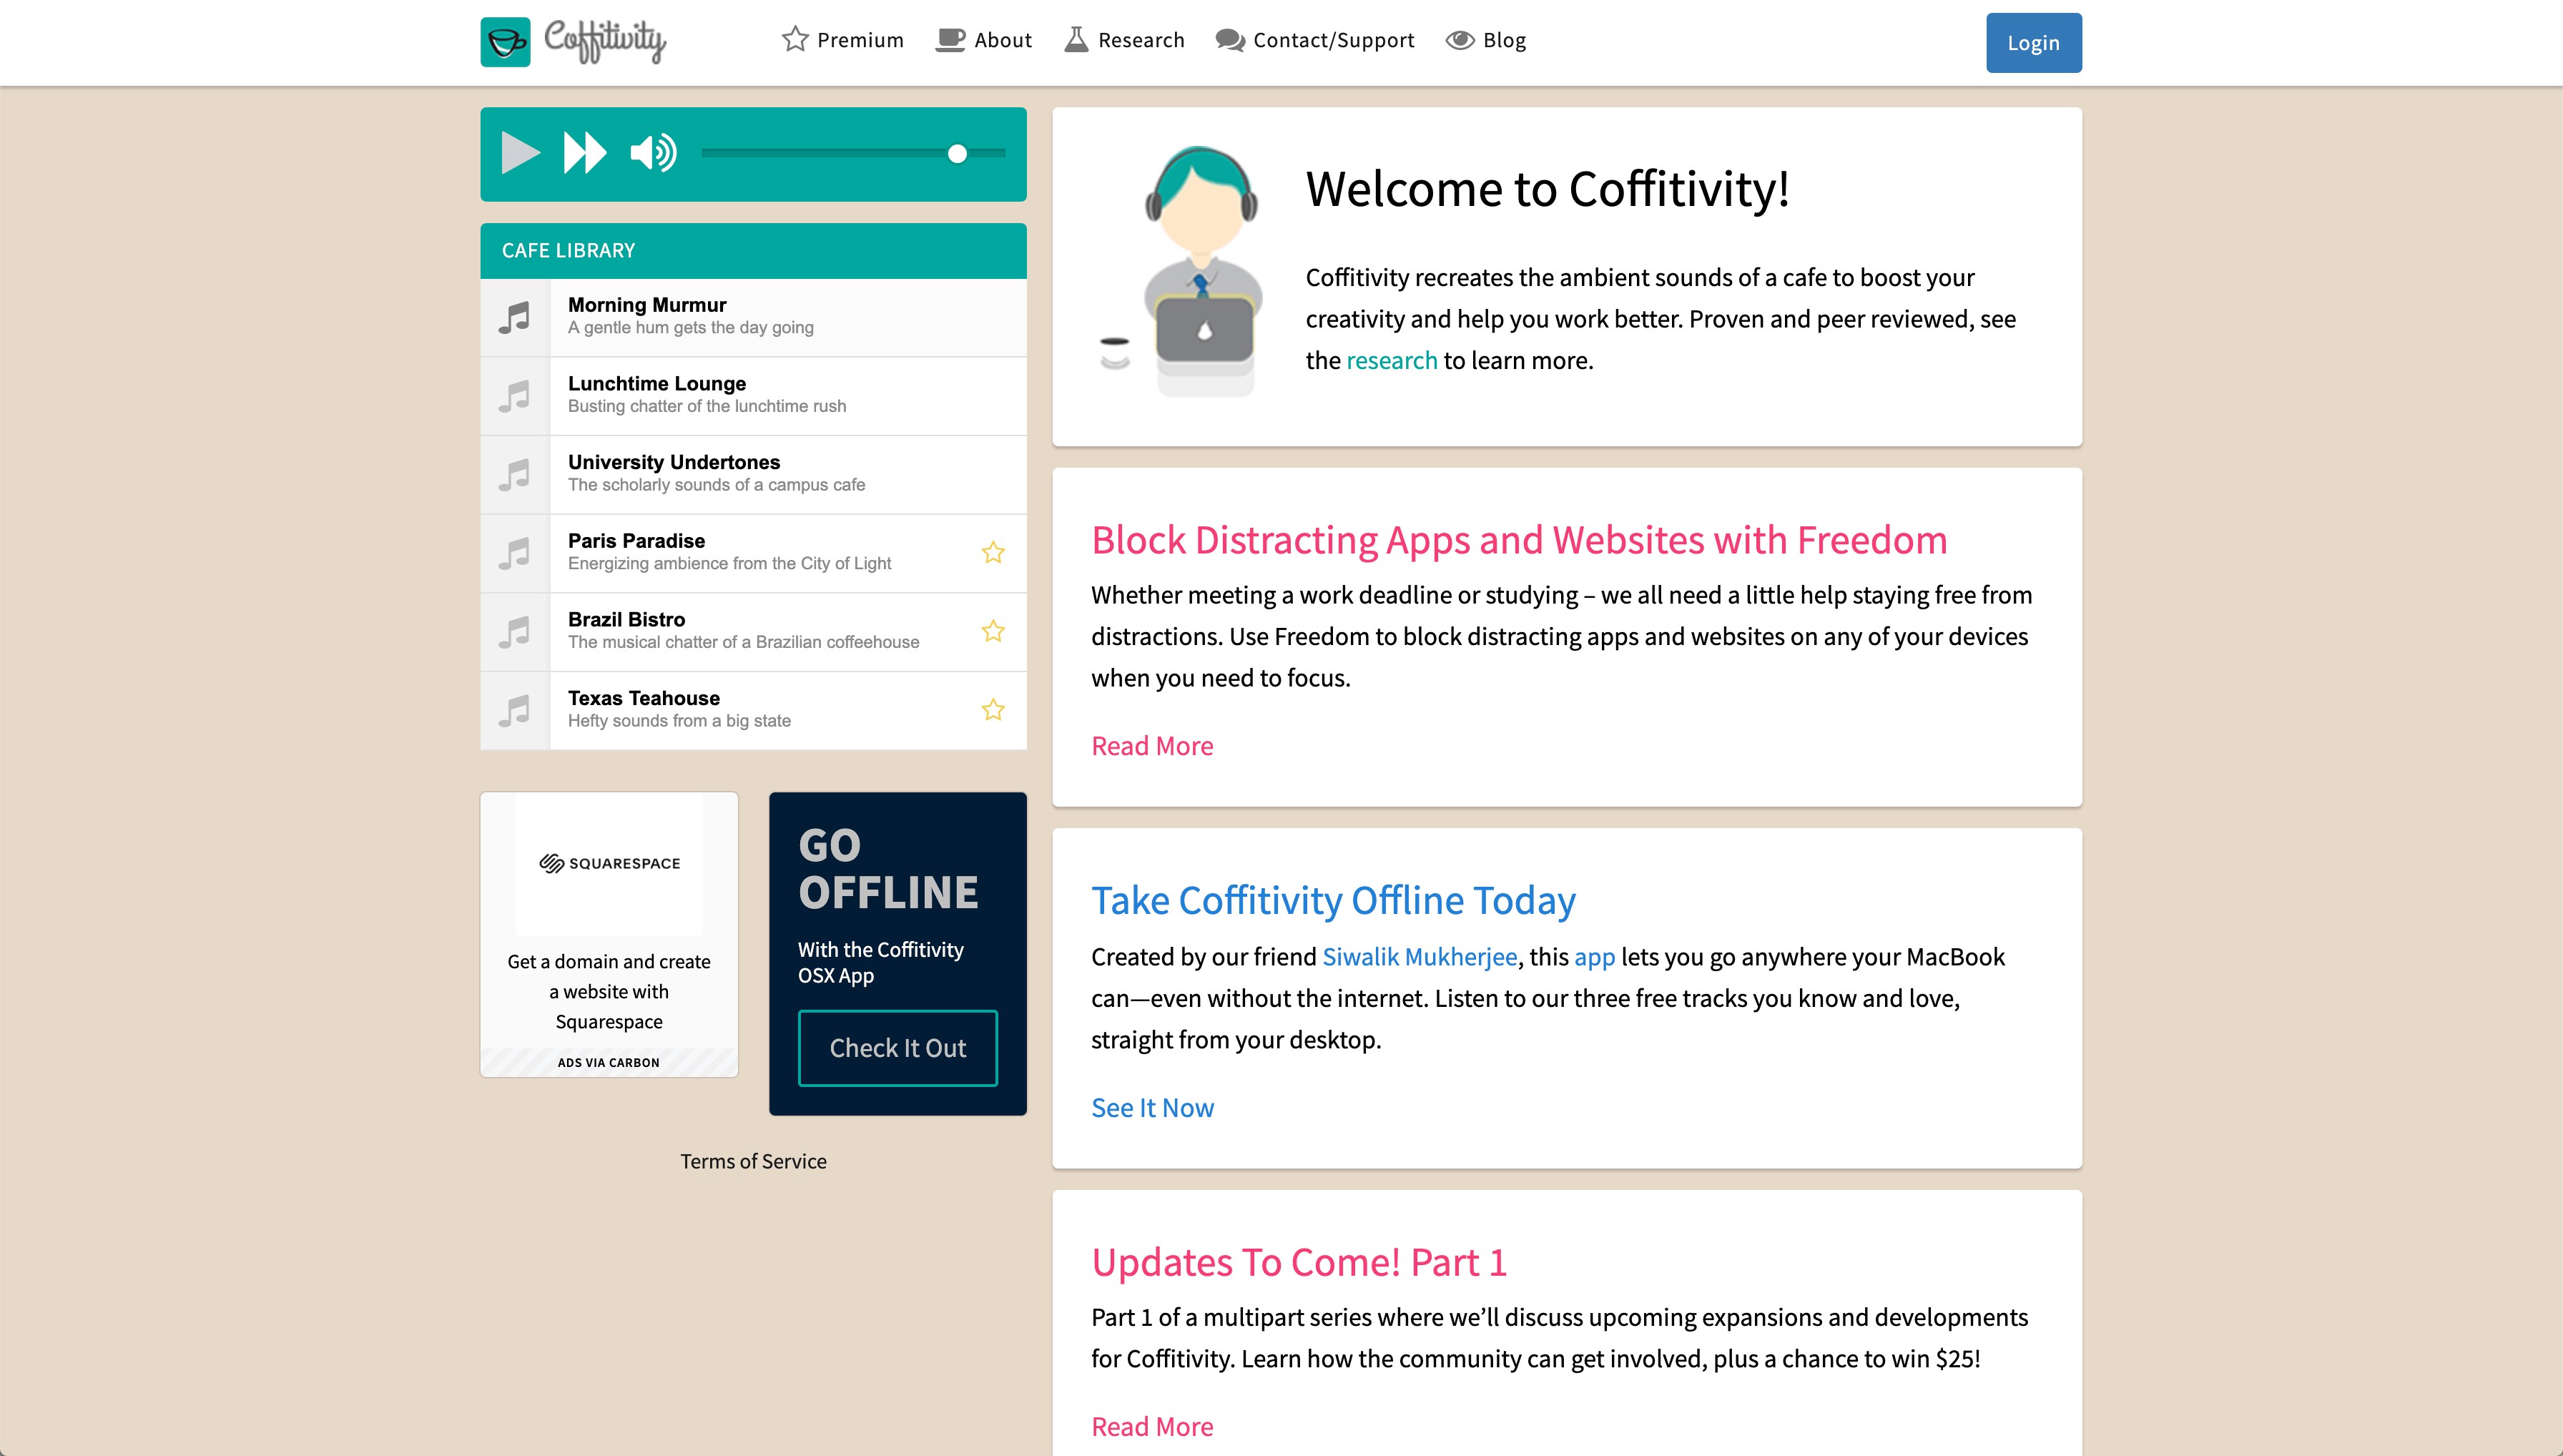 Coffitivity
Premium
About
Research
Contact/Support
Blog
Login
CAFE LIBRARY
Morning Murmur
A gentle hum gets the day going
Lunchtime Lounge
Busting chatter of the lunchtime rush
University Undertones
The scholarly sounds of a campus cafe
Paris Paradise
Energizing ambience from the City of Light
Brazil Bistro
The musical chatter of a Brazilian coffeehouse
Texas Teahouse
Hefty sounds from a big state
SQUARESPACE
Get a domain and create
a website with
Squarespace
ADS VIA CARBON
GO
OFFLINE
With the Coffitivity
OSX App
Check It Out
Terms of Service
Welcome to Coffitivity!
Coffitivity recreates the ambient sounds of a cafe to boost your
creativity and help you work better. Proven and peer reviewed, see
the research to learn more.
Block Distracting Apps and Websites with Freedom
Whether meeting a work deadline or studying – we all need a little help staying free from
distractions. Use Freedom to block distracting apps and websites on any of your devices
when you need to focus.
Read More
Take Coffitivity Offline Today
Created by our friend Siwalik Mukherjee, this app lets you go anywhere your MacBook
can—even without the internet. Listen to our three free tracks you know and love,
straight from your desktop.
See It Now
Updates To Come! Part 1
Part 1 of a multipart series where we’ll discuss upcoming expansions and developments
for Coffitivity. Learn how the community can get involved, plus a chance to win $25!
Read More